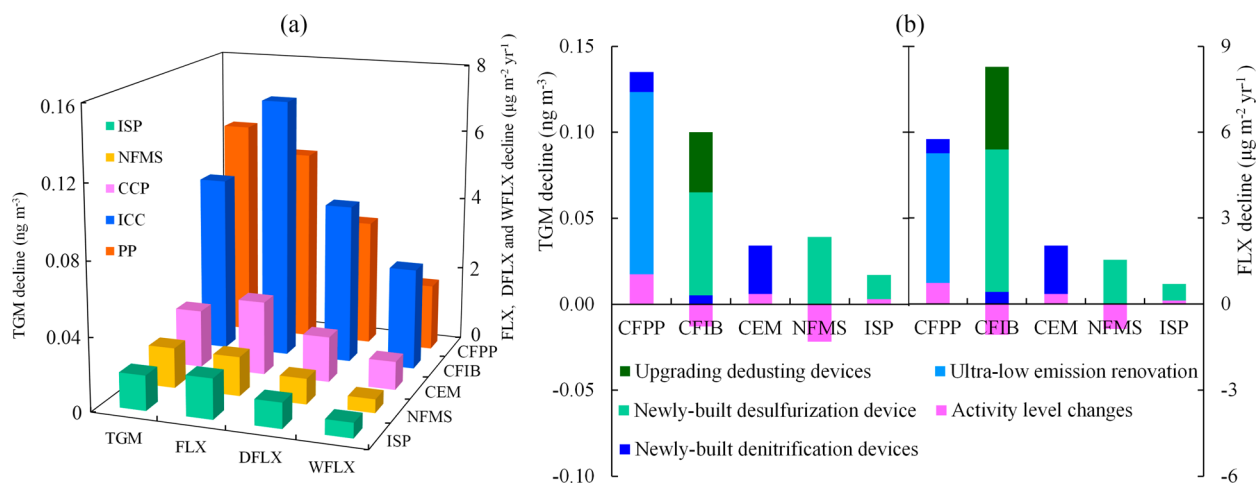 (a)
TGM decline (ng m⁻³)
0.16
0.12
0.08
0.04
0
ISP
NFMS
CCP
ICC
PP
TGM
FLX
DFLX
WFLX
ISP
NFMS
CEM
CFIB
CFPP
8
6
4
2
0
FLX, DFLX and WFLX decline (μg m⁻² yr⁻¹)
(b)
TGM decline (ng m⁻³)
0.15
0.10
0.05
0.00
-0.05
-0.10
CFPP CFIB CEM NFMS ISP CFPP CFIB CEM NFMS ISP
Upgrading dedusting devices Ultra-low emission renovation
Newly-built desulfurization device Activity level changes
Newly-built denitrification devices
9
6
3
0
-3
-6
FLX decline (μg m⁻² yr⁻¹)